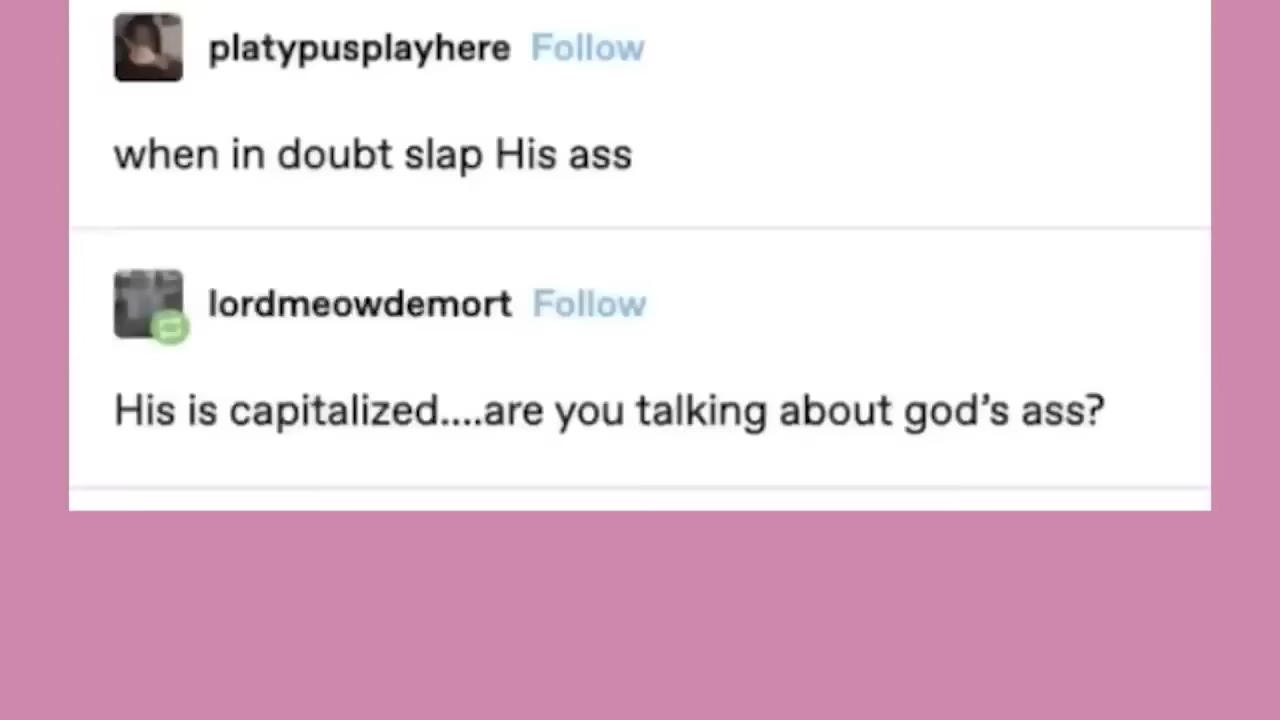 platypusplayhere Follow
when in doubt slap His ass
lordmeowdemort Follow
His is capitalized....are you talking about god’s ass?